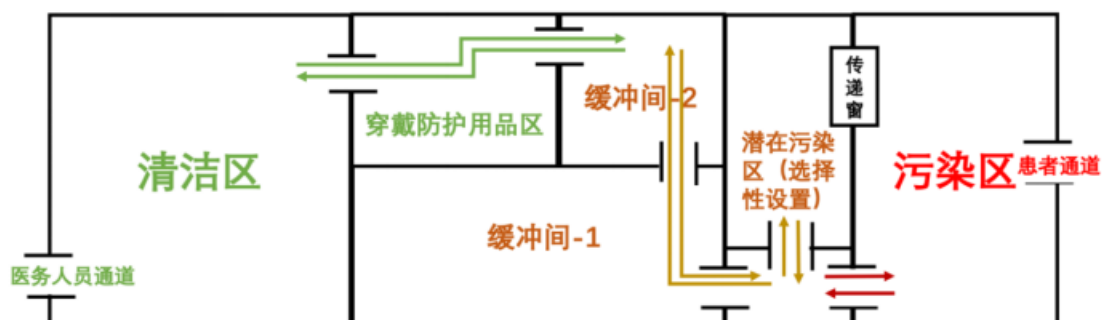 传
递
窗
缓冲间-2
穿戴防护用品区
潜在污染
区（选择
性设置）
清洁区
污染区
患者通道
缓冲间-1
医务人员通道